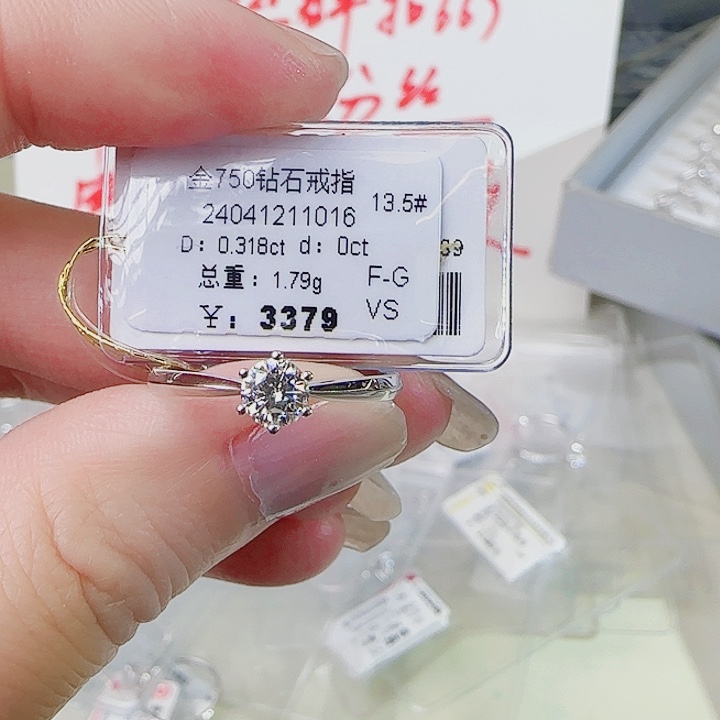 金750钻石戒指
24041211016 13.5#
D: 0.318ct d: 0ct
总重: 1.79g F-G
¥: 3379 VS